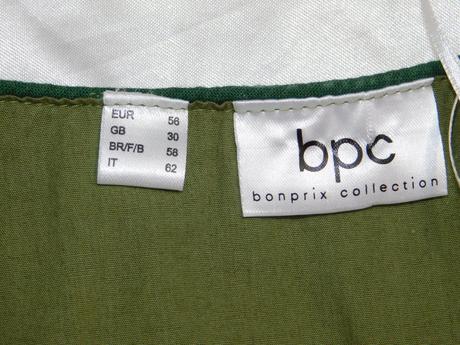 EUR 56
GB 30
BR/F/B 58
IT 62
bpc
bonprix collection